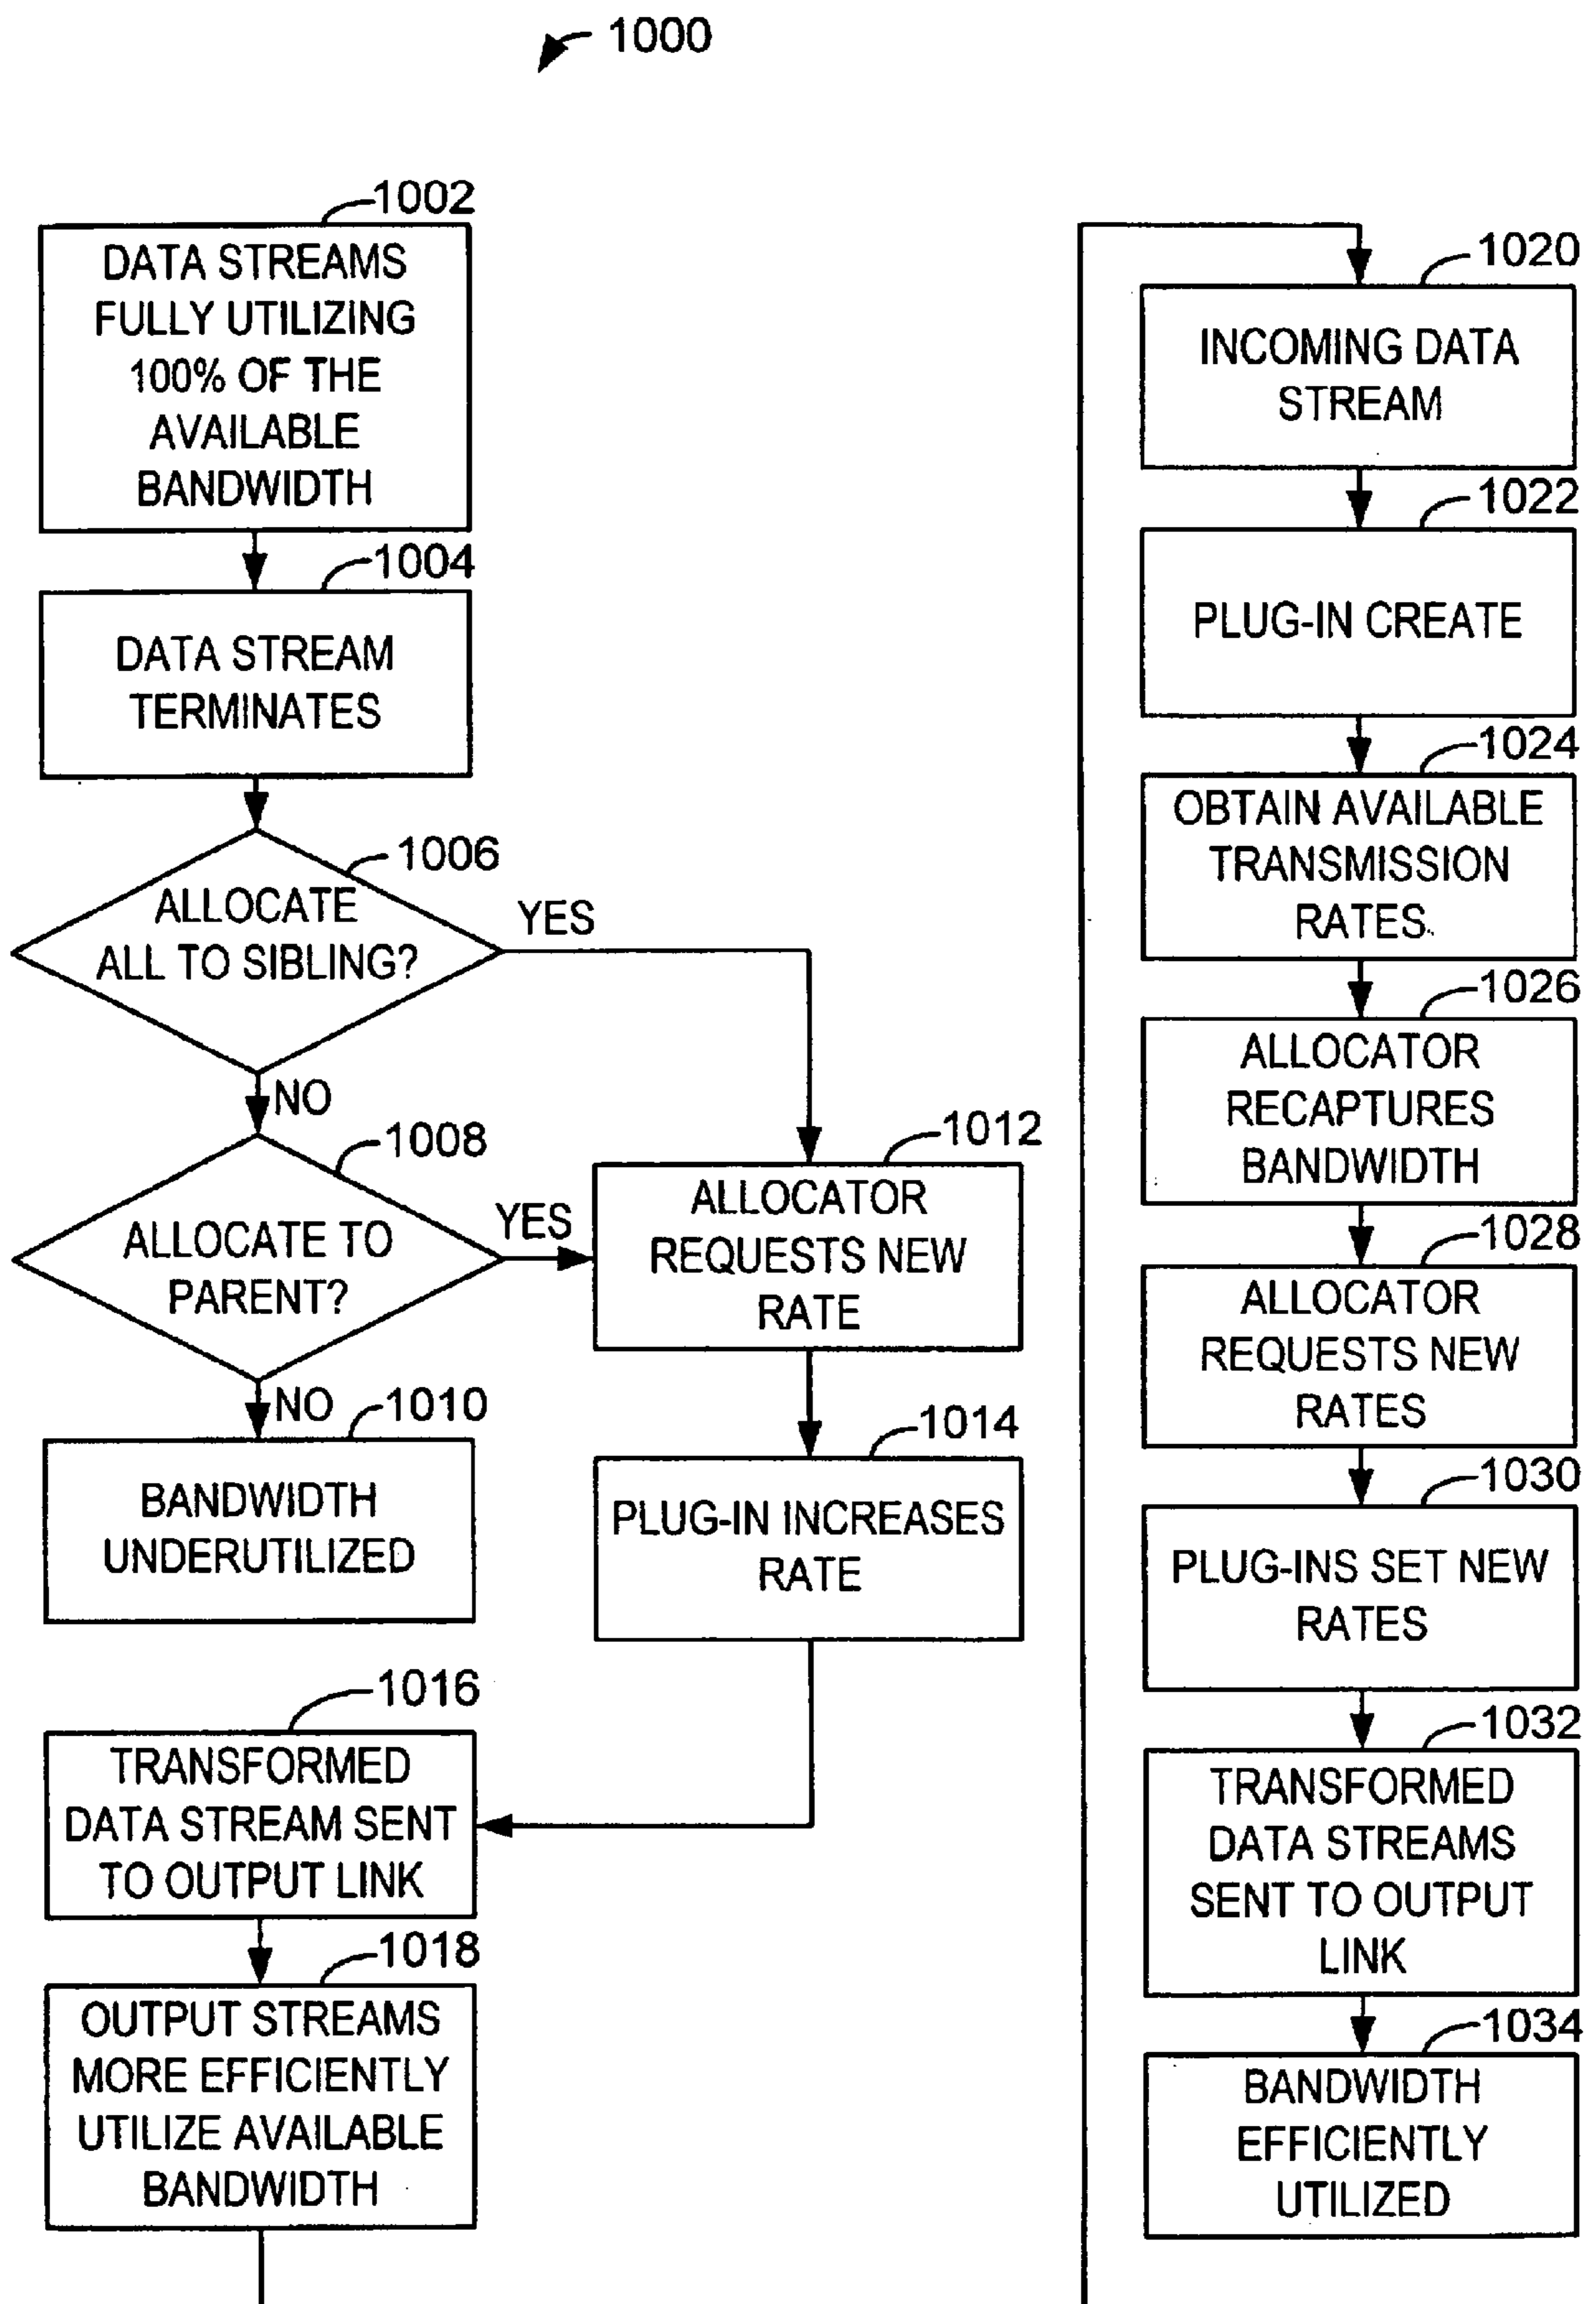 1000
1002
DATA STREAMS
FULLY UTILIZING
100% OF THE
AVAILABLE
BANDWIDTH
1004
DATA STREAM
TERMINATES
1006
ALLOCATE
ALL TO SIBLING?
YES
NO
1008
ALLOCATE TO
PARENT?
YES
NO
1010
BANDWIDTH
UNDERUTILIZED
1012
ALLOCATOR
REQUESTS NEW
RATE
1014
PLUG-IN INCREASES
RATE
1016
TRANSFORMED
DATA STREAM SENT
TO OUTPUT LINK
1018
OUTPUT STREAMS
MORE EFFICIENTLY
UTILIZE AVAILABLE
BANDWIDTH
1020
INCOMING DATA
STREAM
1022
PLUG-IN CREATE
1024
OBTAIN AVAILABLE
TRANSMISSION
RATES
1026
ALLOCATOR
RECAPTURES
BANDWIDTH
1028
ALLOCATOR
REQUESTS NEW
RATES
1030
PLUG-INS SET NEW
RATES
1032
TRANSFORMED
DATA STREAMS
SENT TO OUTPUT
LINK
1034
BANDWIDTH
EFFICIENTLY
UTILIZED